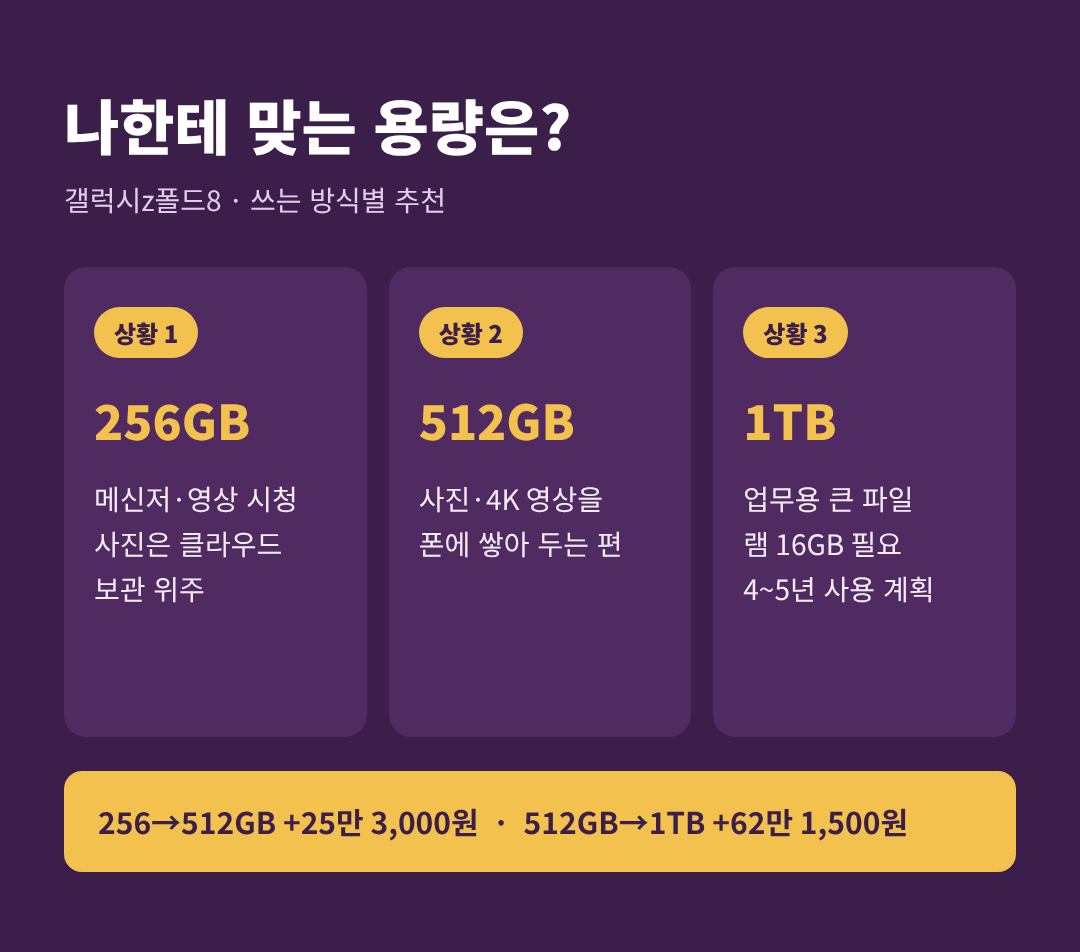 나한테 맞는 용량은?
갤럭시z폴드8 · 쓰는 방식별 추천
상황 1
256GB
메신저·영상 시청
사진은 클라우드
보관 위주
상황 2
512GB
사진·4K 영상을
폰에 쌓아 두는 편
상황 3
1TB
업무용 큰 파일
램 16GB 필요
4~5년 사용 계획
256→512GB +25만 3,000원 · 512GB→1TB +62만 1,500원